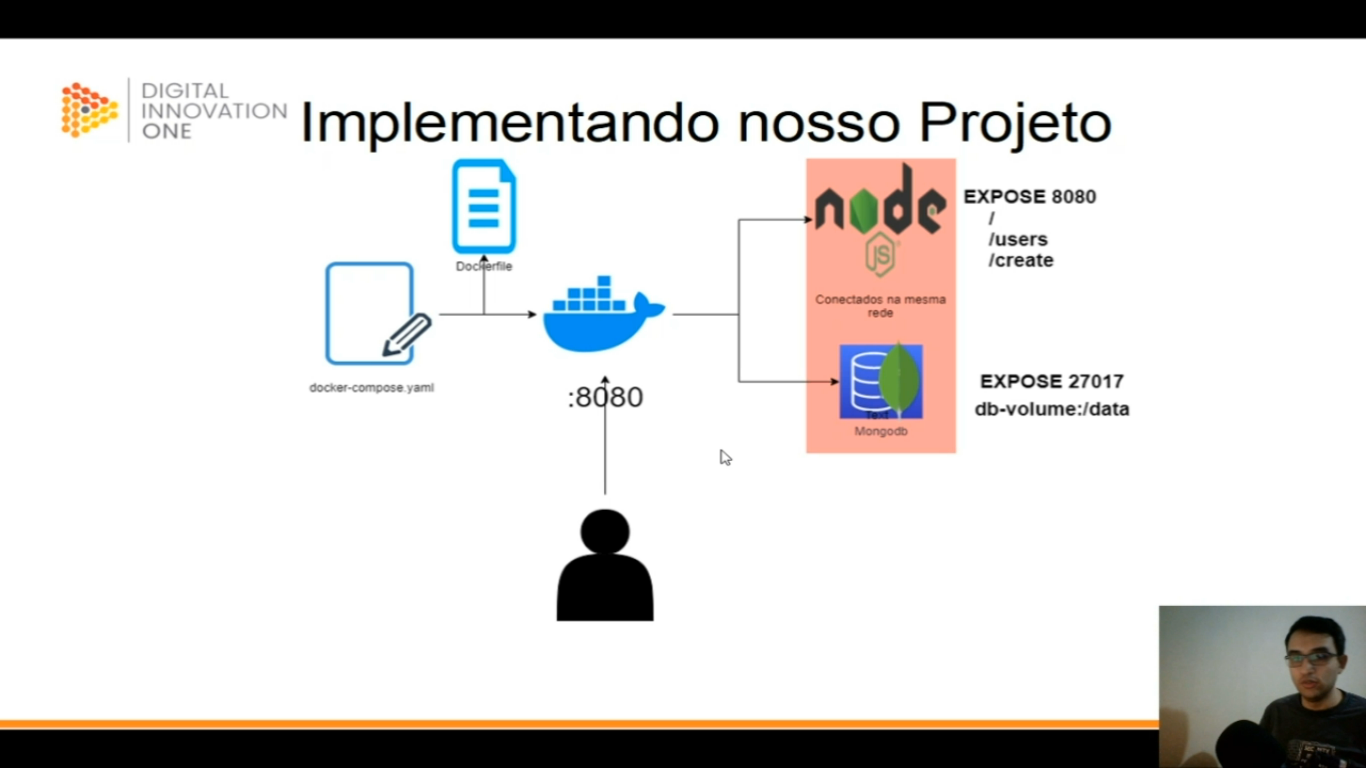 DIGITAL
INNOVATION
ONE
Implementando nosso Projeto
Dockerfile
docker-compose.yaml
:8080
node
JS
Conectados na mesma
rede
EXPOSE 8080
/
/users
/create
Text
Mongodb
EXPOSE 27017
db-volume:/data